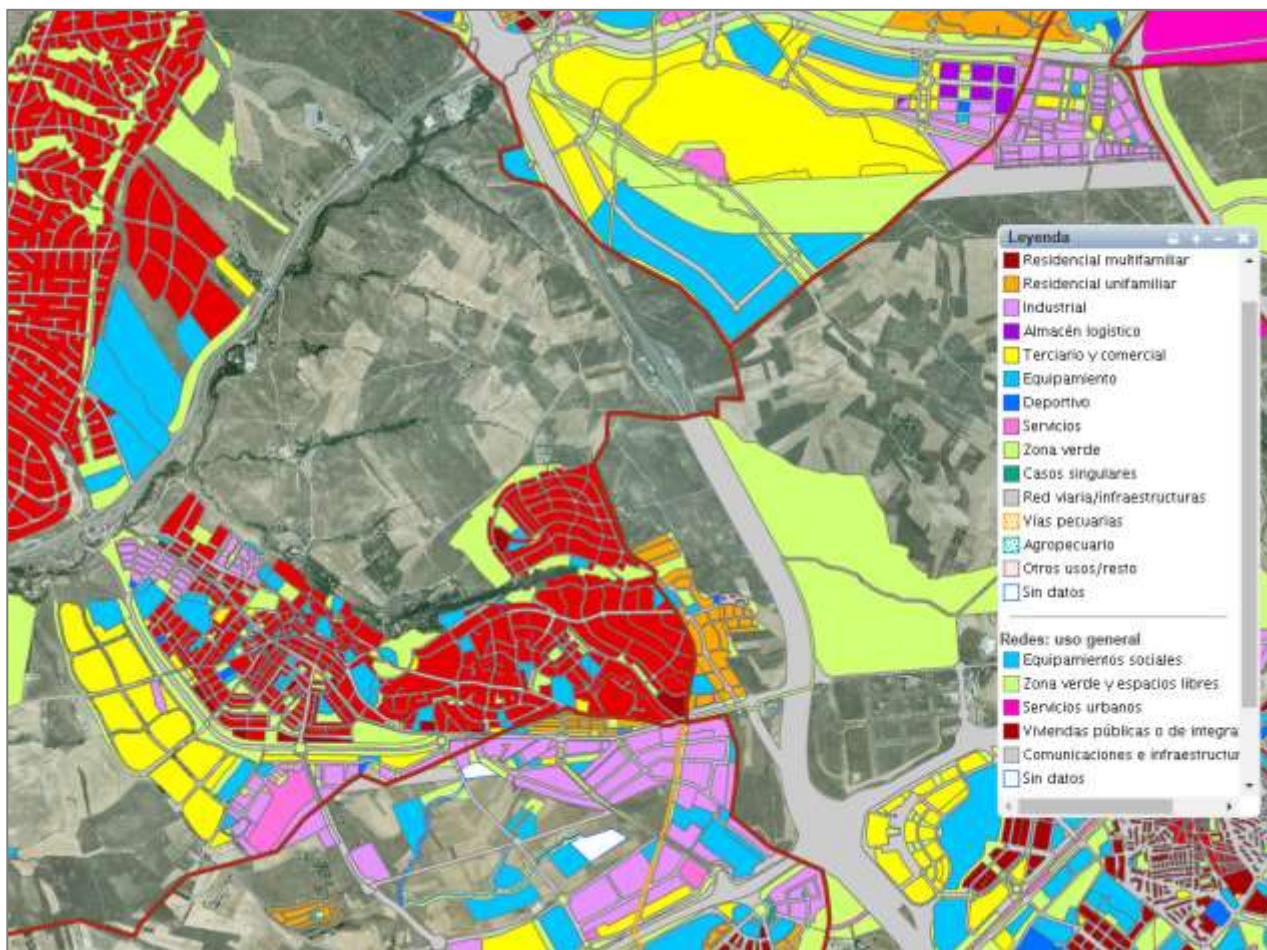 Leyenda
Residencial multifamiliar
Residencial unifamiliar
Industrial
Almacén logístico
Terciario y comercial
Equipamiento
Deportivo
Servicios
Zona verde
Casos singulares
Red viaria/infraestructuras
Vías pecuarias
Agropecuario
Otros usos/resto
Sin datos
Redes: uso general
Equipamientos sociales
Zona verde y espacios libres
Servicios urbanos
Viviendas públicas o de integra
Comunicaciones e infraestructur
Sin datos